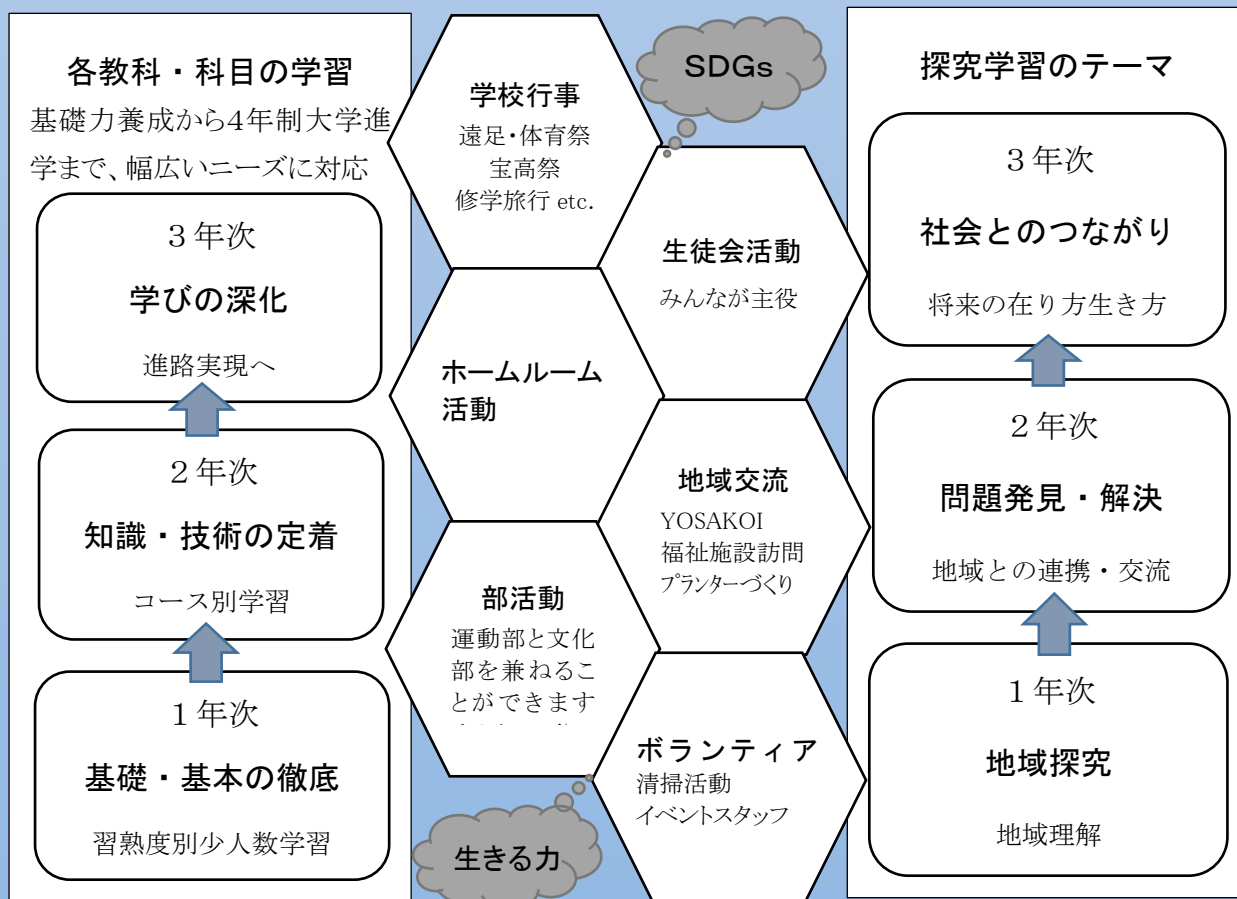 各教科・科目の学習
基礎力養成から4年制大学進
学まで、幅広いニーズに対応
3年次
学びの深化
進路実現へ
2年次
知識・技術の定着
コース別学習
1年次
基礎・基本の徹底
習熟度別少人数学習
学校行事
遠足・体育祭
宝高祭
修学旅行 etc.
ホームルーム
活動
部活動
運動部と文化
部を兼ねるこ
とができます
生きる力
SDGs
生徒会活動
みんなが主役
地域交流
YOSAKOI
福祉施設訪問
プランターづくり
ボランティア
清掃活動
イベントスタッフ
探究学習のテーマ
3年次
社会とのつながり
将来の在り方生き方
2年次
問題発見・解決
地域との連携・交流
1年次
地域探究
地域理解